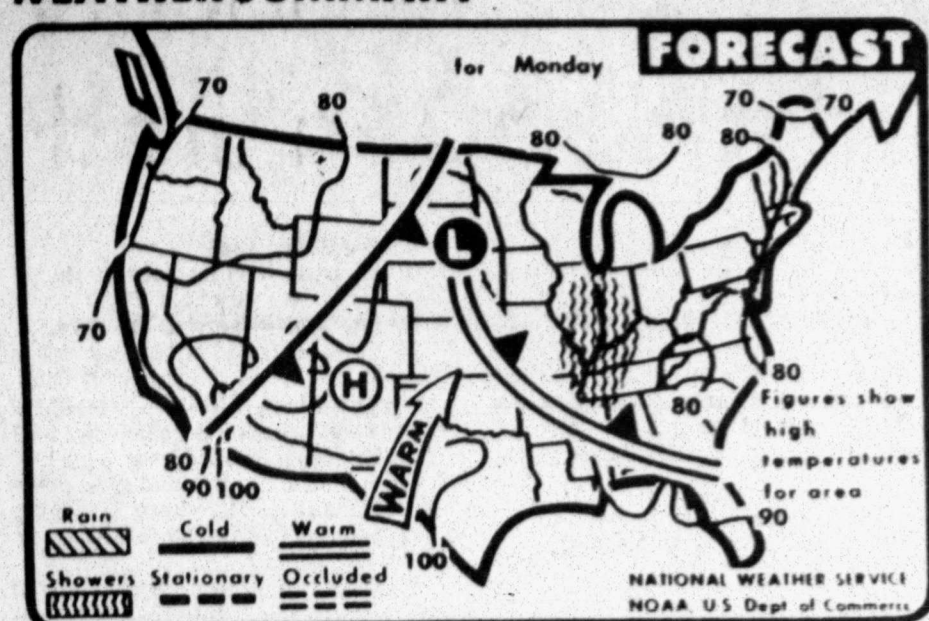 WEATHER SUMMARY
FORECAST
for Monday
70
80
70
70
80
80
80
L
70
H
80
80
WARM
Figures show
high
temperatures
for area
90
80
90 100
100
Rain
Cold
Warm
Showers
Stationary
Occluded
NATIONAL WEATHER SERVICE
NOAA, U.S. Dept of Commerce